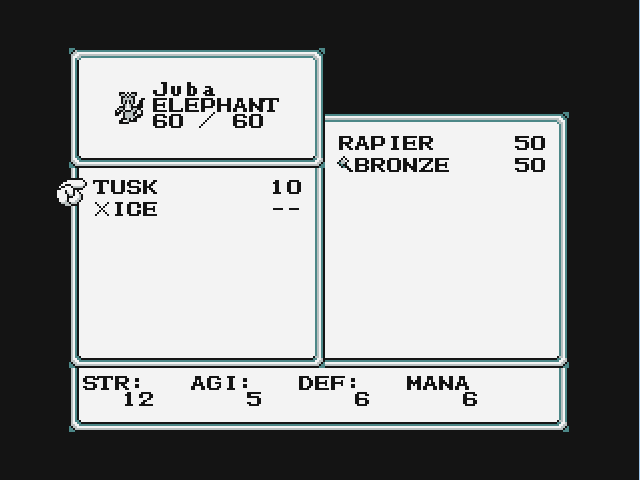 Juba
ELEPHANT
60 / 60
RAPIER 50
BRONZE 50
TUSK 10
×ICE --
STR: AGI: DEF: MANA
12 5 6 6